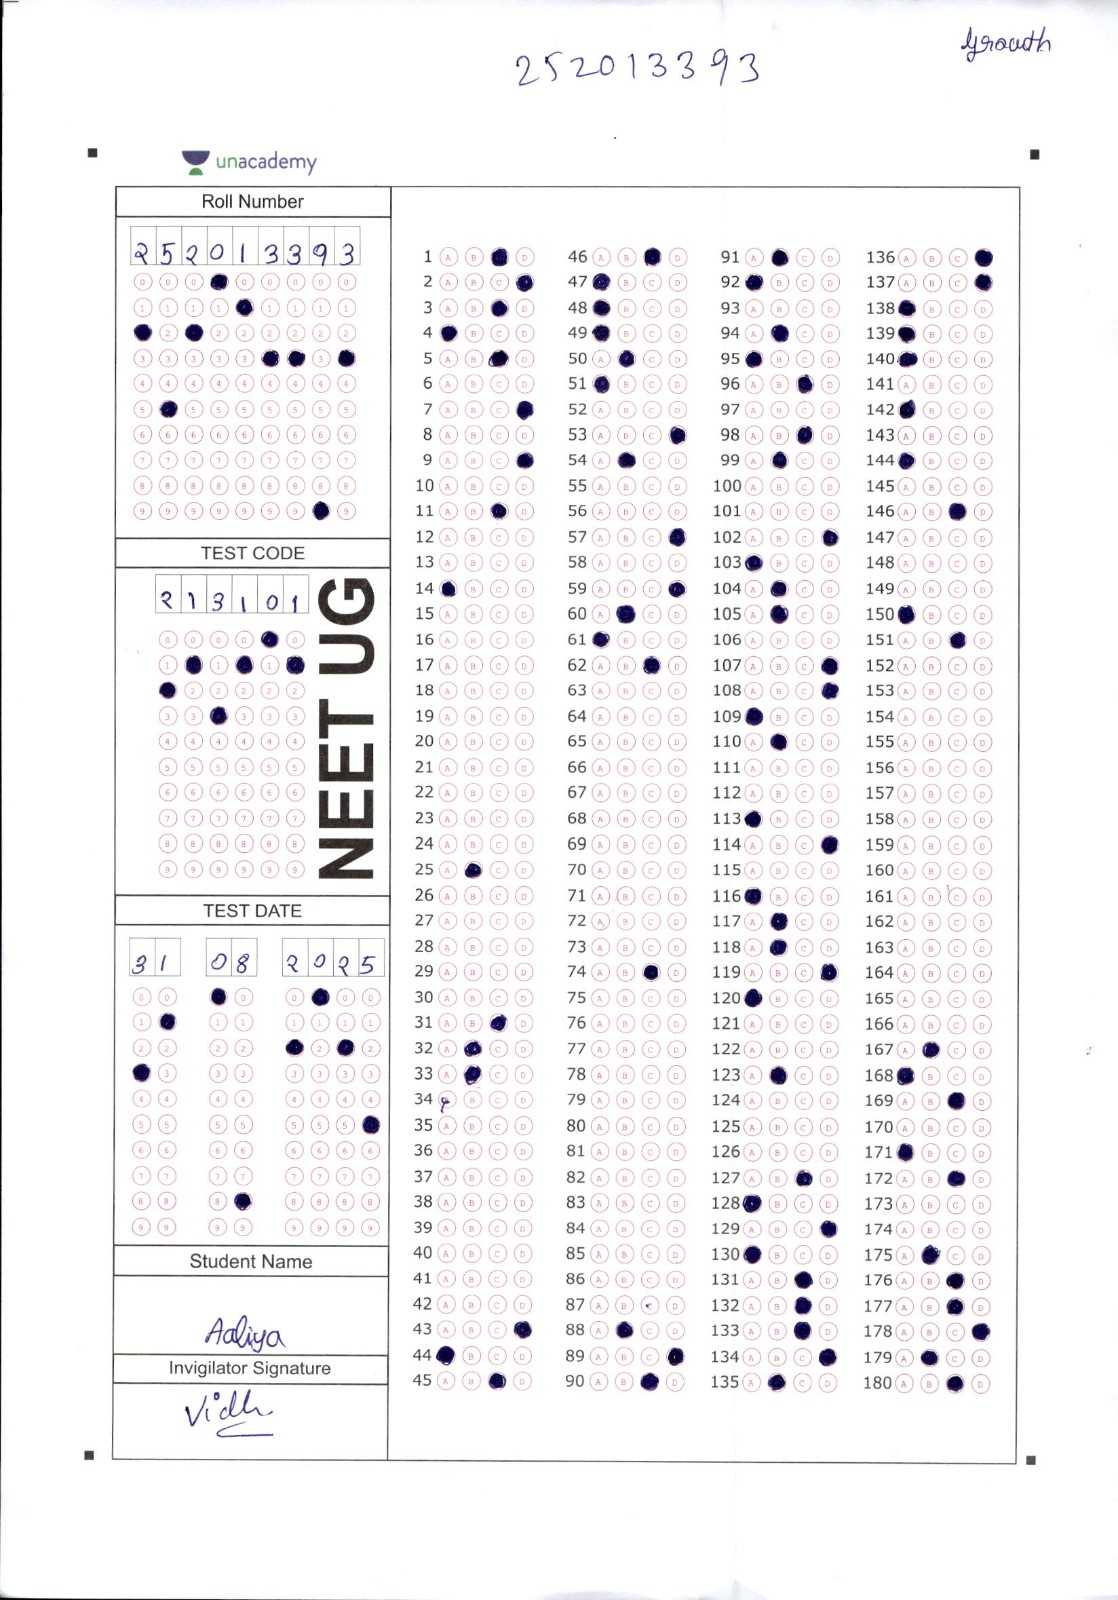 Growth
252013393
unacademy
Roll Number
2 5 2 0 1 3 3 9 3
TEST CODE
2 1 3 1 0 1
NEET UG
TEST DATE
3 1 0 8 2 0 2 5
Student Name
Aaliya
Invigilator Signature
Vidhi
1 A B D 46 A B D 91 A C D 136 A B C
2 A B C 47 B C D 92 B C D 137 A B C
3 A B D 48 B C D 93 A B C D 138 B C D
4 B C D 49 B C D 94 A C D 139 B C D
5 A B D 50 A C D 95 B C D 140 B C D
6 A B C D 51 B C D 96 A B D 141 A B C D
7 A B C 52 A B C D 97 A B C D 142 B C D
8 A B C D 53 A B C 98 A B D 143 A B C D
9 A B C 54 A C D 99 A C D 144 B C D
10 A B C D 55 A B C D 100 A B C D 145 A B C D
11 A B D 56 A B C D 101 A B C D 146 A B D
12 A B C D 57 A B C 102 A B C 147 A B C D
13 A B C D 58 A B C D 103 B C D 148 A B C D
14 B C D 59 A B C 104 A C D 149 A B C D
15 A B C D 60 A C D 105 A C D 150 B C D
16 A B C D 61 B C D 106 A B C D 151 A B D
17 A B C D 62 A B D 107 A B C 152 A B C D
18 A B C D 63 A B C D 108 A B C 153 A B C D
19 A B C D 64 A B C D 109 B C D 154 A B C D
20 A B C D 65 A B C D 110 A C D 155 A B C D
21 A B C D 66 A B C D 111 A B C D 156 A B C D
22 A B C D 67 A B C D 112 A B C D 157 A B C D
23 A B C D 68 A B C D 113 B C D 158 A B C D
24 A B C D 69 A B C D 114 A B C 159 A B C D
25 A C D 70 A B C D 115 A B C D 160 A B C D
26 A B C D 71 A B C D 116 B C D 161 A B C D
27 A B C D 72 A B C D 117 A C D 162 A B C D
28 A B C D 73 A B C D 118 A C D 163 A B C D
29 A B C D 74 A B D 119 A B C 164 A B C D
30 A B C D 75 A B C D 120 B C D 165 A B C D
31 A B D 76 A B C D 121 A B C D 166 A B C D
32 A C D 77 A B C D 122 A B C D 167 A C D
33 A C D 78 A B C D 123 A C D 168 B C D
34 B C D 79 A B C D 124 A B C D 169 A B D
35 A B C D 80 A B C D 125 A B C D 170 A B C D
36 A B C D 81 A B C D 126 A B C D 171 B C D
37 A B C D 82 A B C D 127 A B D 172 A B D
38 A B C D 83 A B C D 128 B C D 173 A B C D
39 A B C D 84 A B C D 129 A B C 174 A B C D
40 A B C D 85 A B C D 130 B C D 175 A C D
41 A B C D 86 A B C D 131 A B D 176 A B D
42 A B C D 87 A B D 132 A B D 177 A B D
43 A B C 88 A C D 133 A B D 178 A B C
44 B C D 89 A B C 134 A B C 179 A C D
45 A B D 90 A B D 135 A C D 180 A B D